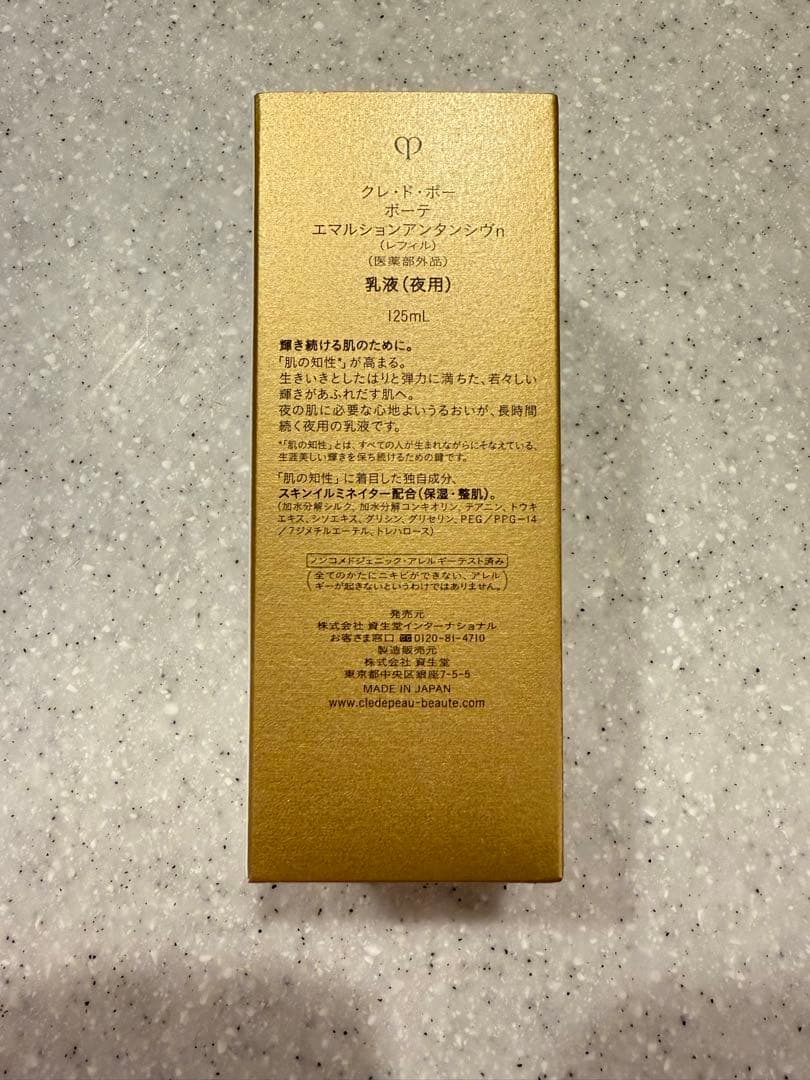 クレ・ド・ポー
ボーテ
エマルションアンタンシヴn
(レフィル)
(医薬部外品)
乳液(夜用)
125mL
輝き続ける肌のために。
「肌の知性*」が高まる。
生きいきとしたはりと弾力に満ちた、若々しい
輝きがあふれだす肌へ。
夜の肌に必要な心地よいうるおいが、長時間
続く夜用の乳液です。
*「肌の知性」とは、すべての人が生まれながらにそなえている、
生涯美しい輝きを保ち続けるための鍵です。
「肌の知性」に着目した独自成分、
スキンイルミネイター配合(保湿・整肌)。
(加水分解シルク、加水分解コンキオリン、テアニン、トウキ
エキス、シソエキス、グリシン、グリセリン、PEG/PPG-14
/7ジメチルエーテル、トレハロース)
ノンコメドジェニック・アレルギーテスト済み
(全てのかたにニキビができない、アレル
ギーが起きないというわけではありません。)
発売元
株式会社 資生堂インターナショナル
お客さま窓口 0120-81-4710
製造販売元
株式会社 資生堂
東京都中央区銀座7-5-5
MADE IN JAPAN
www.cledepeau-beaute.com